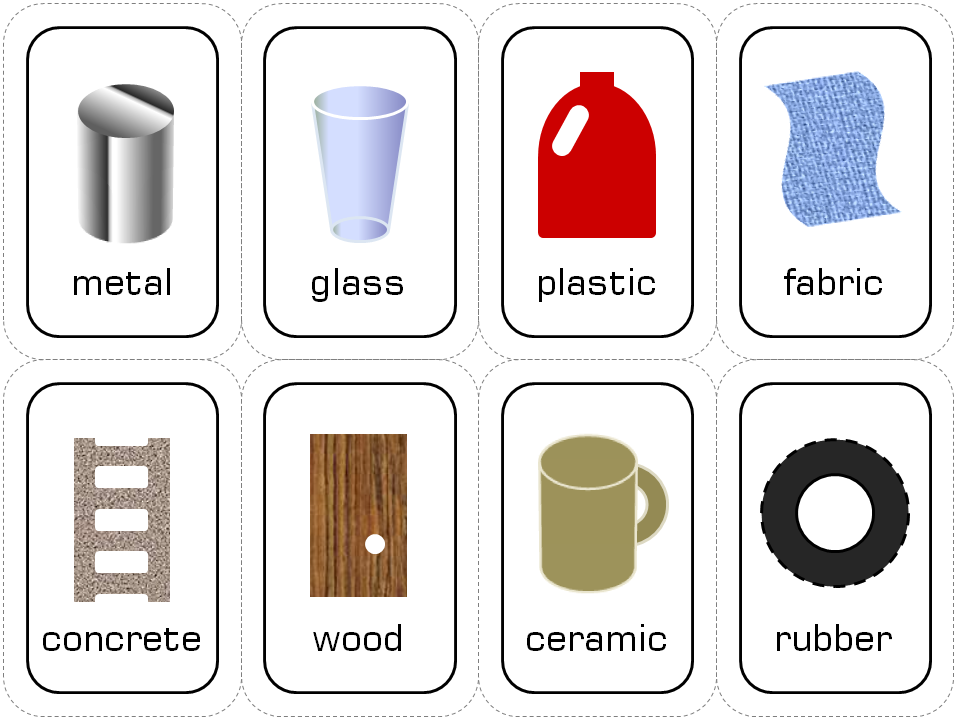 metal
glass
plastic
fabric
concrete
wood
ceramic
rubber